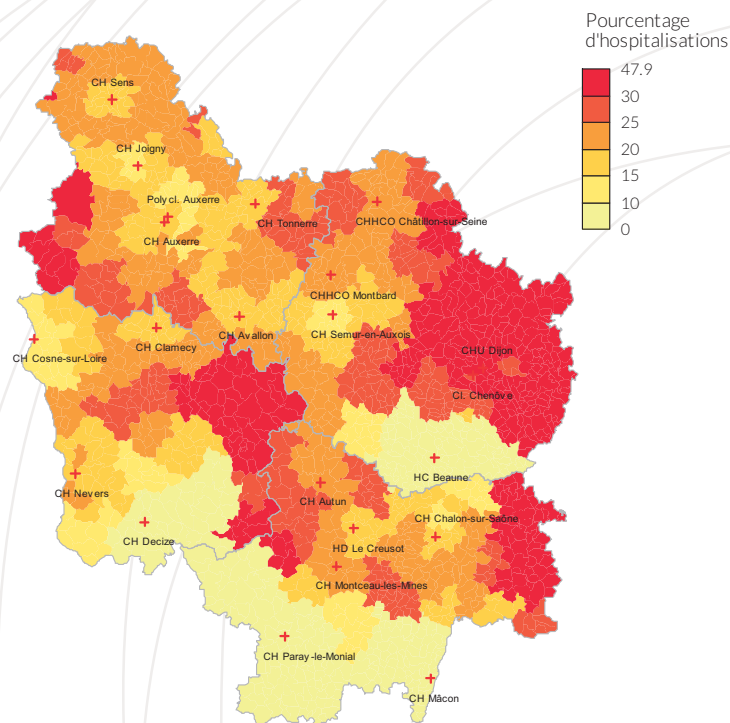 Pourcentage
d'hospitalisations
47.9
30
25
20
15
10
0
CH Sens
CH Joigny
Polycl. Auxerre
CH Auxerre
CH Tonnerre
CHHCO Châtillon-sur-Seine
CHHCO Montbard
CH Semur-en-Auxois
CH Avallon
CH Clamecy
CH Cosne-sur-Loire
CHU Dijon
Cl. Chenôve
HC Beaune
CH Nevers
CH Autun
CH Chalon-sur-Saône
CH Decize
HD Le Creusot
CH Montceau-les-Mines
CH Paray-le-Monial
CH Mâcon